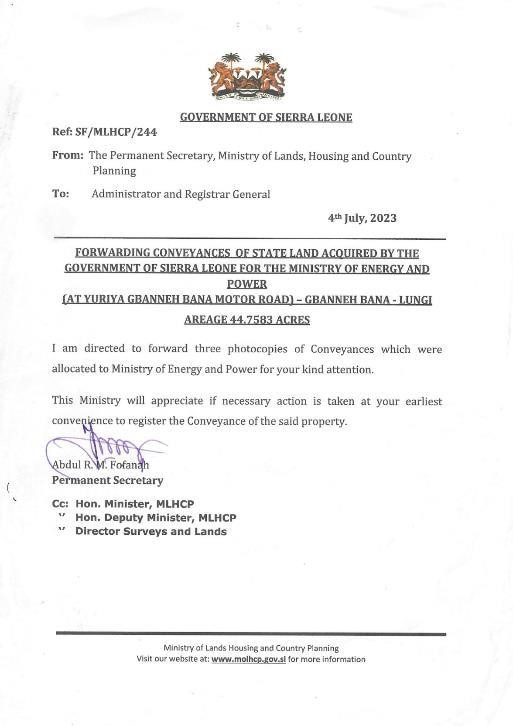 GOVERNMENT OF SIERRA LEONE
Ref: SF/MLHCP/244
From: The Permanent Secretary, Ministry of Lands, Housing and Country
Planning
To: Administrator and Registrar General
4th July, 2023
FORWARDING CONVEYANCES OF STATE LAND ACQUIRED BY THE
GOVERNMENT OF SIERRA LEONE FOR THE MINISTRY OF ENERGY AND
POWER
(AT YURIYA GBANNEH BANA MOTOR ROAD) – GBANNEH BANA - LUNGI
AREAGE 44.7583 ACRES
I am directed to forward three photocopies of Conveyances which were
allocated to Ministry of Energy and Power for your kind attention.
This Ministry will appreciate if necessary action is taken at your earliest
convenience to register the Conveyance of the said property.
Abdul R. M. Fofanah
Permanent Secretary
Cc: Hon. Minister, MLHCP
" Hon. Deputy Minister, MLHCP
" Director Surveys and Lands
Ministry of Lands Housing and Country Planning
Visit our website at: www.molhcp.gov.sl for more information